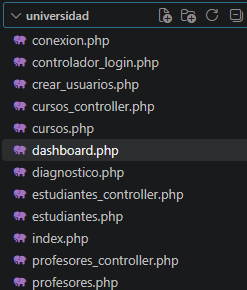 universidad
conexion.php
controlador_login.php
crear_usuarios.php
cursos_controller.php
cursos.php
dashboard.php
diagnostico.php
estudiantes_controller.php
estudiantes.php
index.php
profesores_controller.php
profesores.php